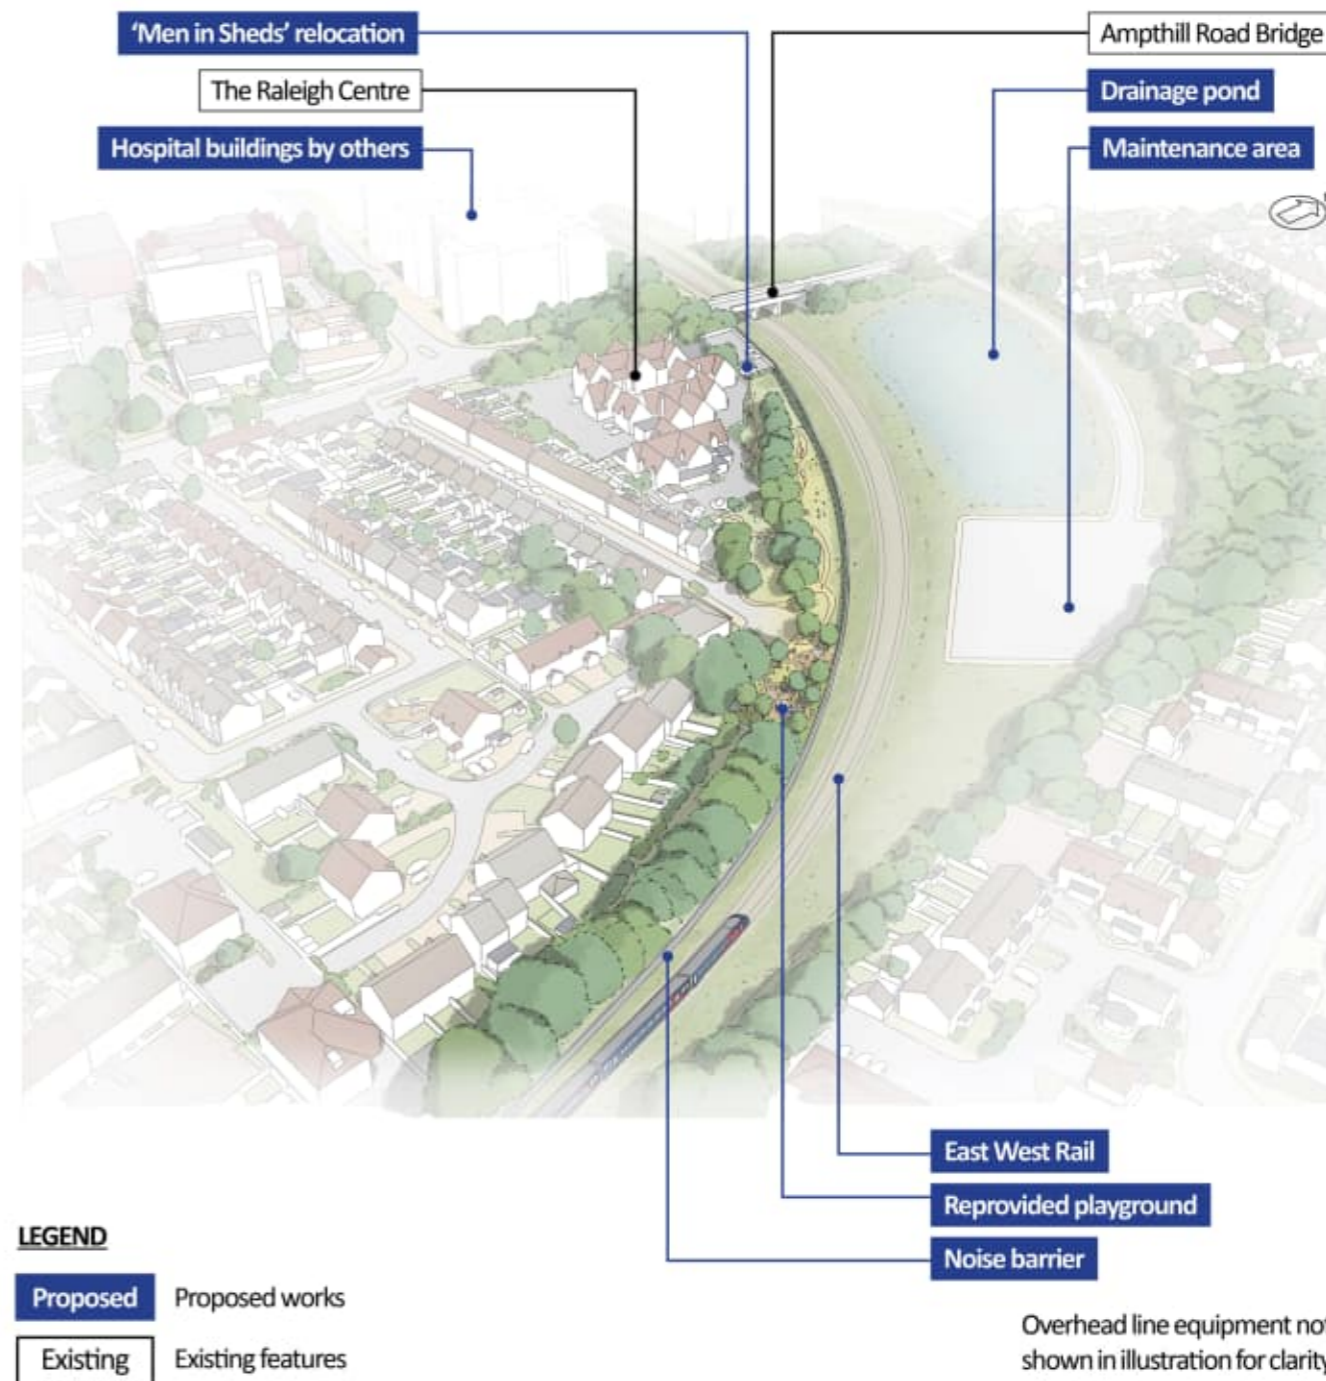 'Men in Sheds' relocation
Ampthill Road Bridge
The Raleigh Centre
Drainage pond
Hospital buildings by others
Maintenance area
East West Rail
Reprovided playground
Noise barrier
LEGEND
Proposed Proposed works
Existing Existing features
Overhead line equipment not
shown in illustration for clarity